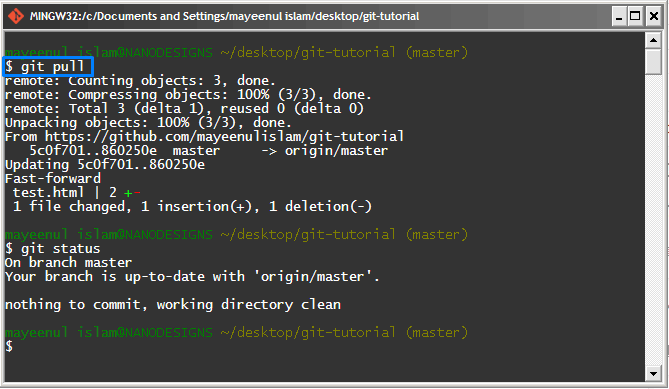 MINGW32:/c/Documents and Settings/mayeenul islam/desktop/git-tutorial
mayeenul islam@NANODESIGNS ~/desktop/git-tutorial (master)
$ git pull
remote: Counting objects: 3, done.
remote: Compressing objects: 100% (3/3), done.
remote: Total 3 (delta 1), reused 0 (delta 0)
Unpacking objects: 100% (3/3), done.
From https://github.com/mayeenulislam/git-tutorial
   5c0f701..860250e  master     -> origin/master
Updating 5c0f701..860250e
Fast-forward
 test.html | 2 +-
 1 file changed, 1 insertion(+), 1 deletion(-)
mayeenul islam@NANODESIGNS ~/desktop/git-tutorial (master)
$ git status
On branch master
Your branch is up-to-date with 'origin/master'.
nothing to commit, working directory clean
mayeenul islam@NANODESIGNS ~/desktop/git-tutorial (master)
$